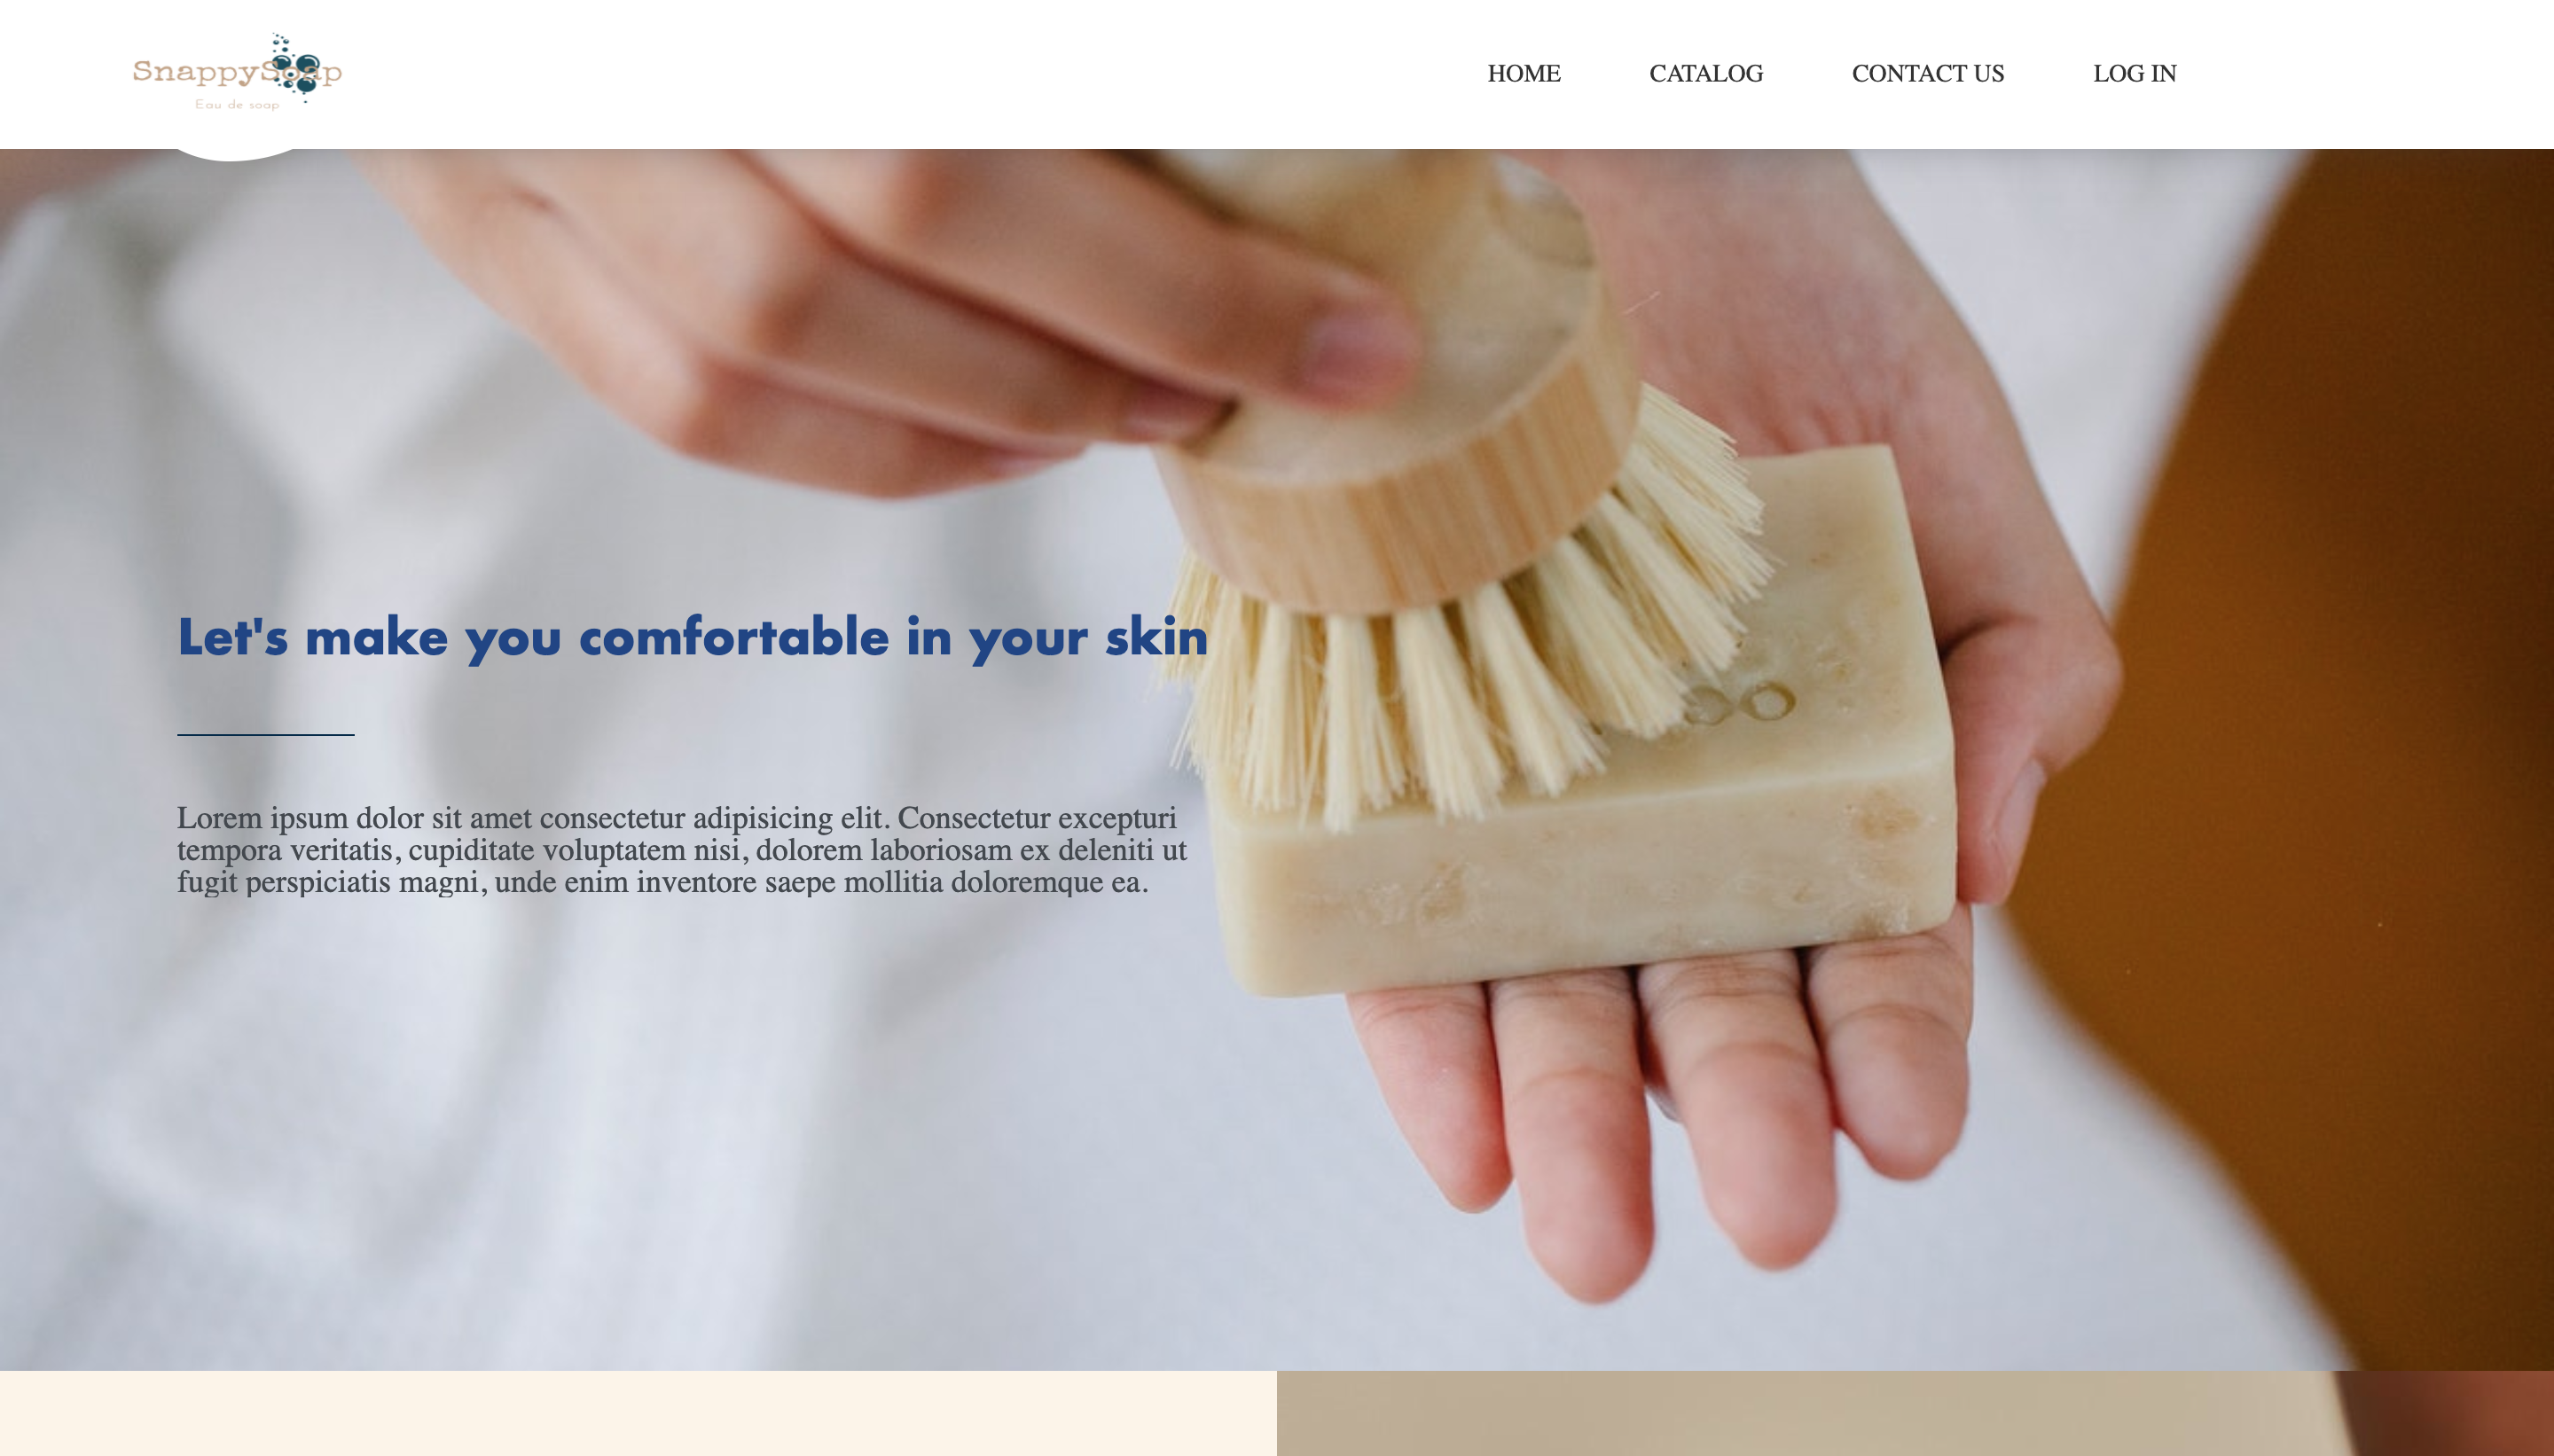 SnappySoap
Eau de soap
HOME CATALOG CONTACT US LOG IN
Let's make you comfortable in your skin
Lorem ipsum dolor sit amet consectetur adipisicing elit. Consectetur excepturi
tempora veritatis, cupiditate voluptatem nisi, dolorem laboriosam ex deleniti ut
fugit perspiciatis magni, unde enim inventore saepe mollitia doloremque ea.